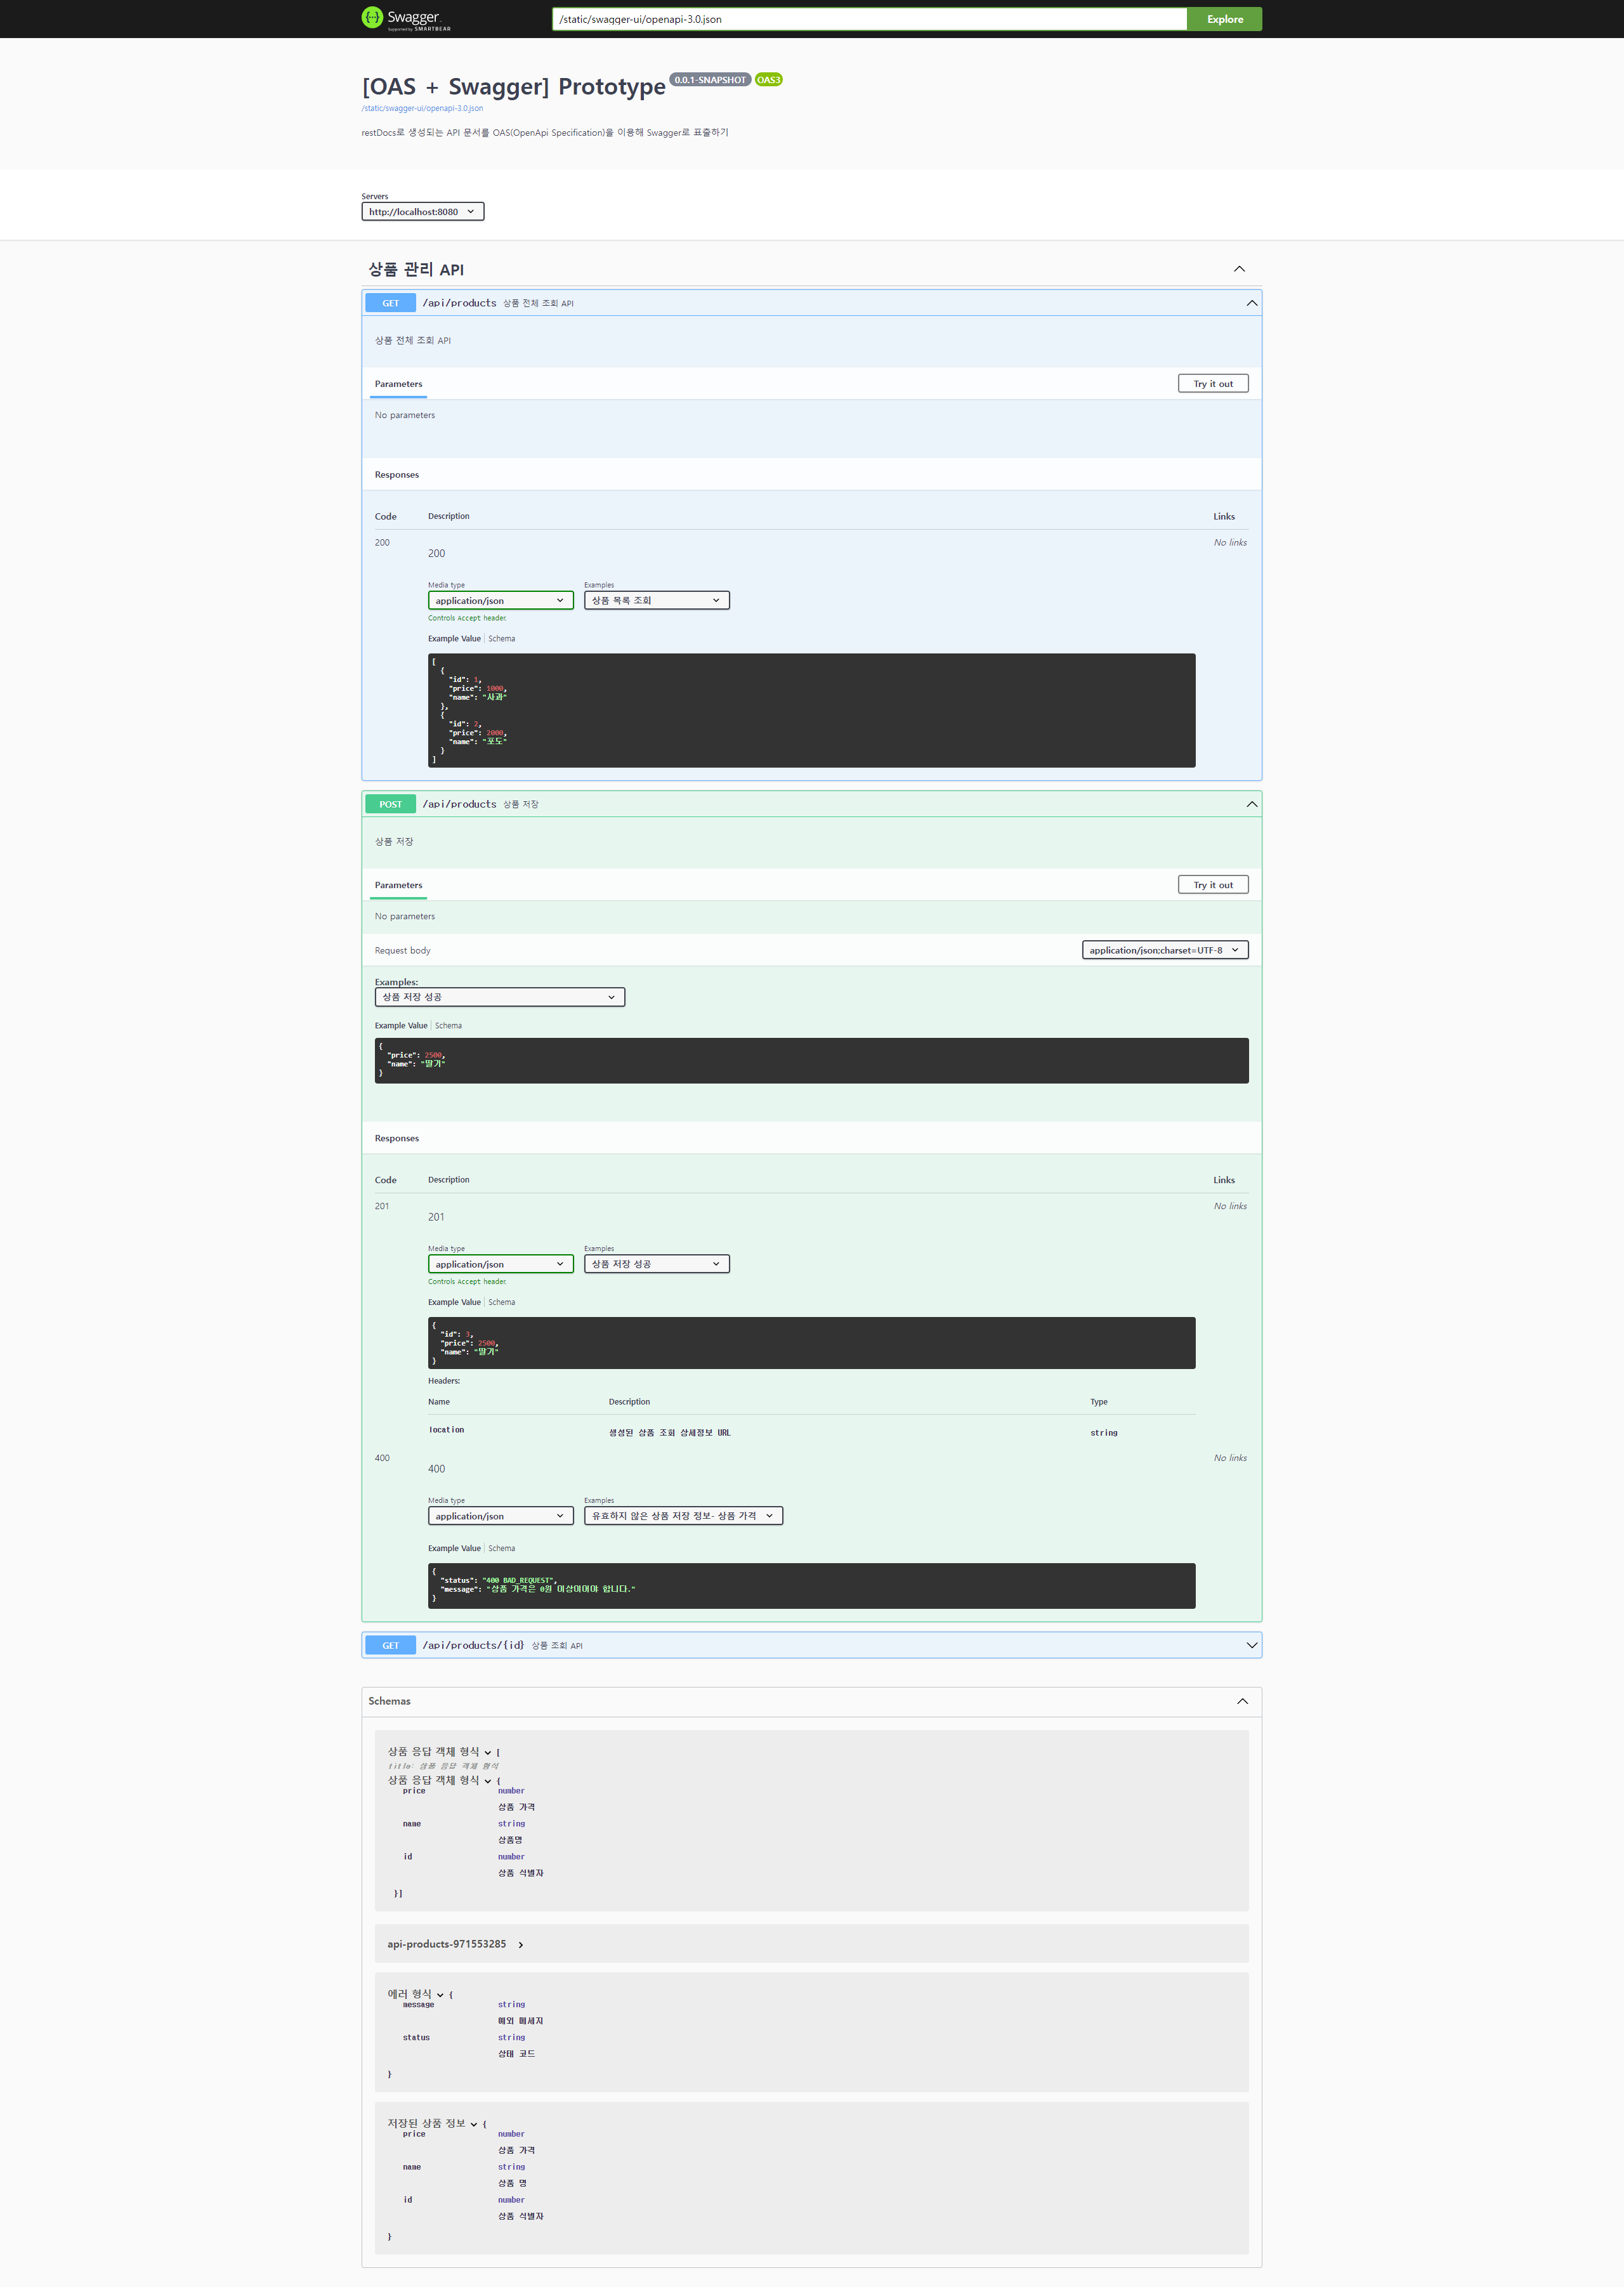 Swagger
Supported by SMARTBEAR
/static/swagger-ui/openapi-3.0.json
Explore
[OAS + Swagger] Prototype 0.0.1-SNAPSHOT OAS3
/static/swagger-ui/openapi-3.0.json
restDocs로 생성되는 API 문서를 OAS(OpenApi Specification)을 이용해 Swagger로 표출하기
Servers
http://localhost:8080
상품 관리 API
GET /api/products 상품 전체 조회 API
상품 전체 조회 API
Parameters Try it out
No parameters
Responses
Code Description Links
200 No links
200
Media type Examples
application/json 상품 목록 조회
Controls Accept header.
Example Value Schema
[
{
"id": 1,
"price": 1000,
"name": "사과"
},
{
"id": 2,
"price": 2000,
"name": "포도"
}
]
POST /api/products 상품 저장
상품 저장
Parameters Try it out
No parameters
Request body application/json;charset=UTF-8
Examples:
상품 저장 성공
Example Value Schema
{
"price": 2500,
"name": "딸기"
}
Responses
Code Description Links
201 No links
201
Media type Examples
application/json 상품 저장 성공
Controls Accept header.
Example Value Schema
{
"id": 3,
"price": 2500,
"name": "딸기"
}
Headers:
Name Description Type
location 생성된 상품 조회 상세정보 URL string
400 No links
400
Media type Examples
application/json 유효하지 않은 상품 저장 정보- 상품 가격
Example Value Schema
{
"status": "400 BAD_REQUEST",
"message": "상품 가격은 0원 이상이이야 합니다."
}
GET /api/products/{id} 상품 조회 API
Schemas
상품 응답 객체 형식 [
title: 상품 응답 객체 형식
상품 응답 객체 형식 {
price number
상품 가격
name string
상품명
id number
상품 식별자
}]
api-products-971553285
에러 형식 {
message string
예외 메세지
status string
상태 코드
}
저장된 상품 정보 {
price number
상품 가격
name string
상품 명
id number
상품 식별자
}